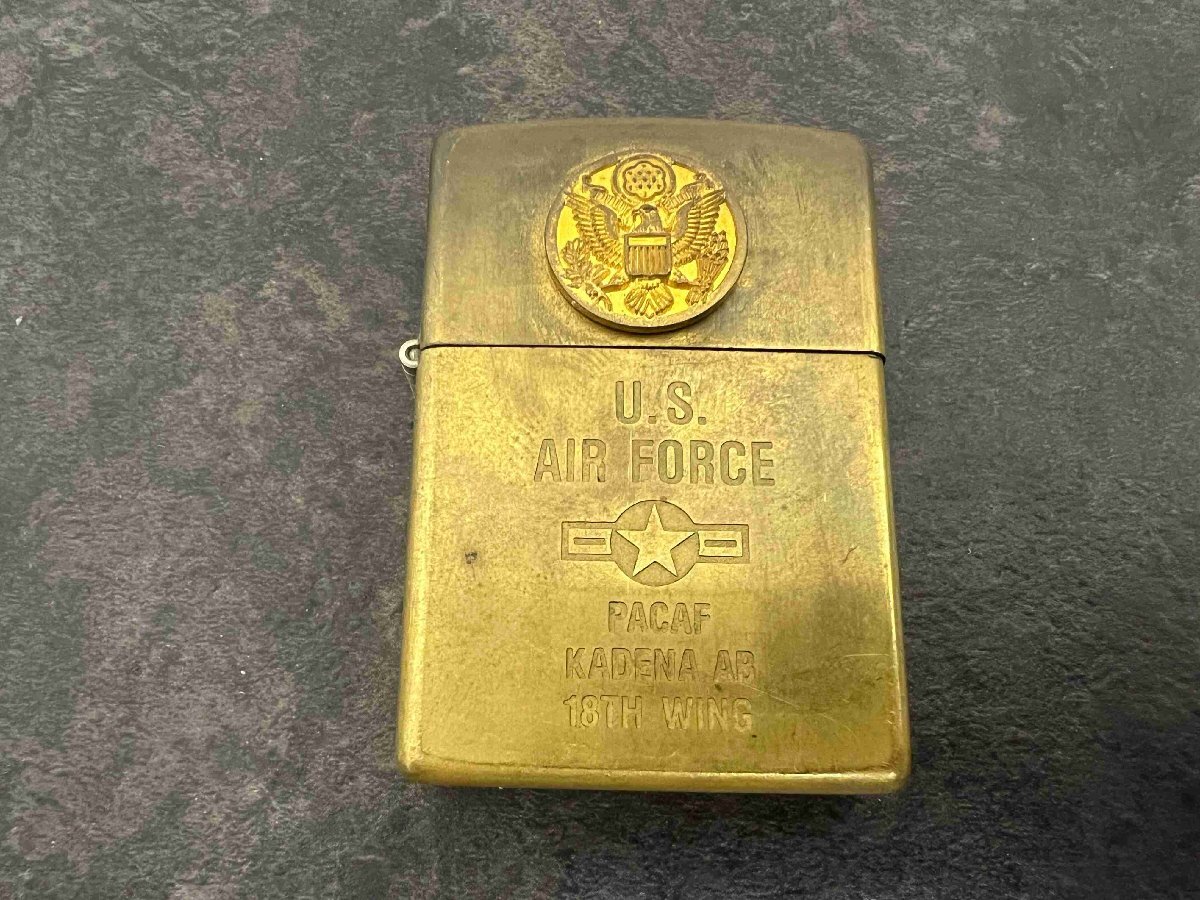 U.S.
AIR FORCE
PACAF
KADENA AB
18TH WING